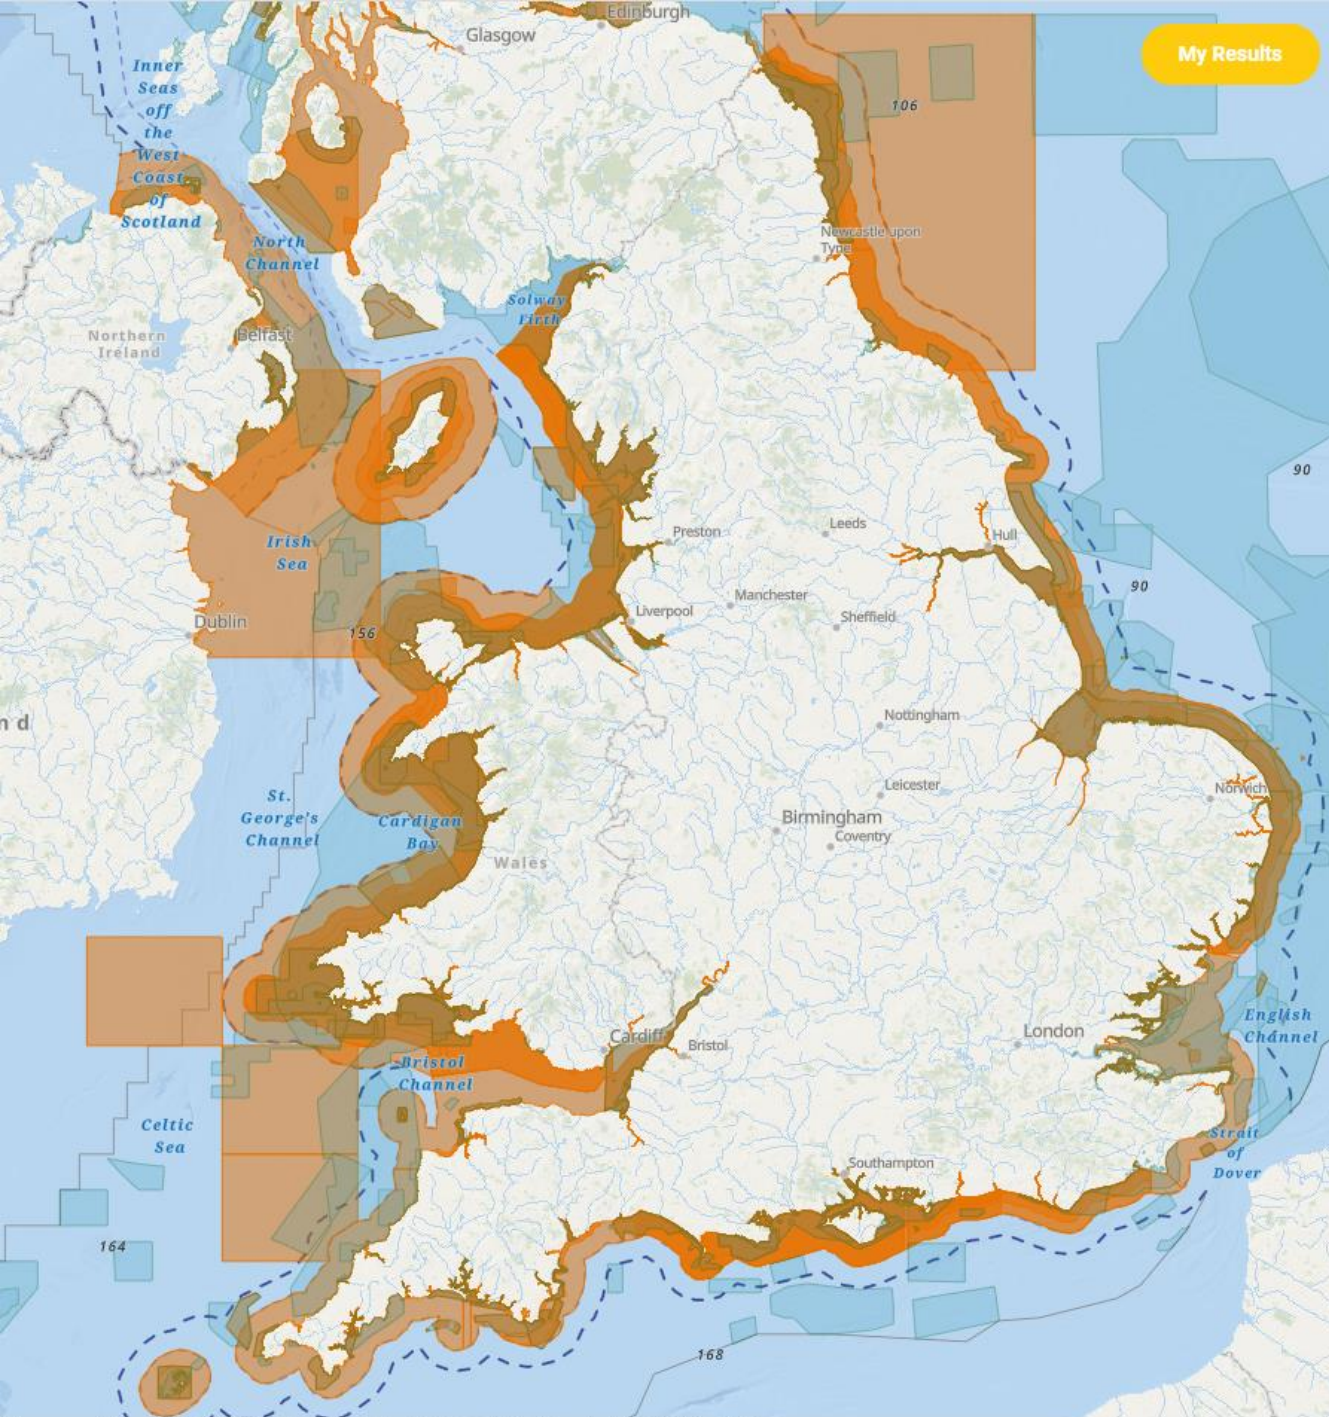 Edinburgh
Glasgow
My Results
Inner
Seas
off
the
West
Coast
of
Scotland
106
North
Channel
Newcastle upon
Tyne
Solway
Firth
Northern
Ireland
Belfast
90
Irish
Sea
Preston
Leeds
Hull
90
Dublin
156
Liverpool
Manchester
Sheffield
n d
Nottingham
St.
George's
Channel
Cardigan
Bay
Wales
Leicester
Norwich
Birmingham
Coventry
Cardiff
Bristol
London
English
Channel
Bristol
Channel
Celtic
Sea
Strait
of
Dover
Southampton
164
168